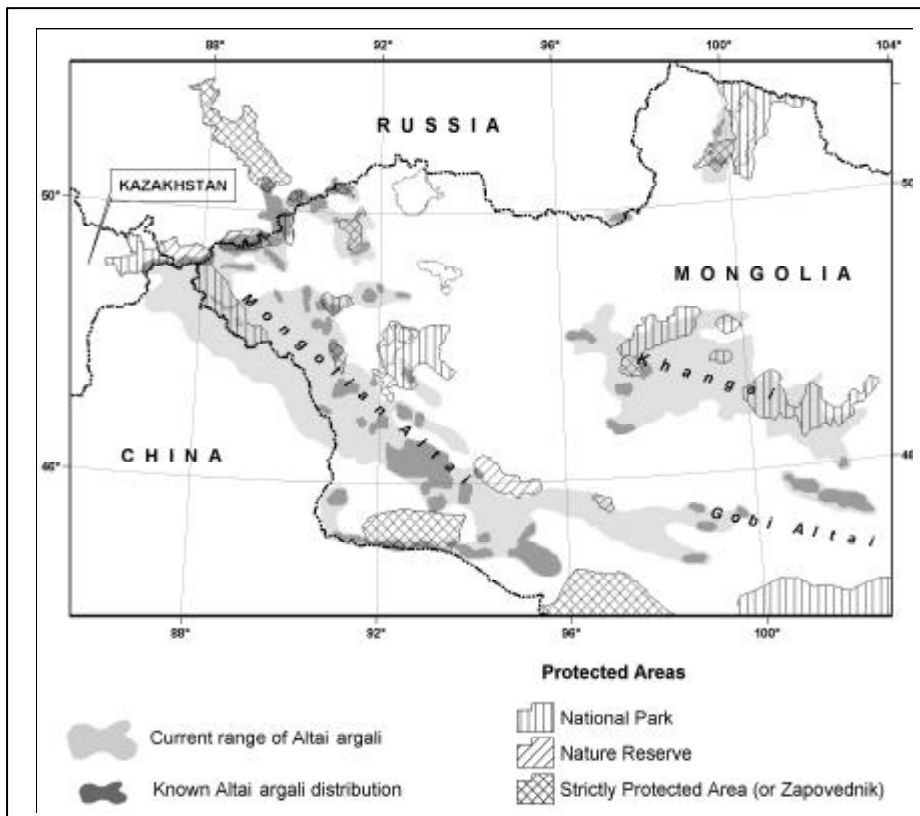 88° 92° 96° 100° 104°
RUSSIA
50° 50
KAZAKHSTAN
MONGOLIA
Mongolian Altai
Khangai
CHINA
46° 46
Gobi Altai
88° 92° 96° 100°
Protected Areas
Current range of Altai argali
Known Altai argali distribution
National Park
Nature Reserve
Strictly Protected Area (or Zapovednik)